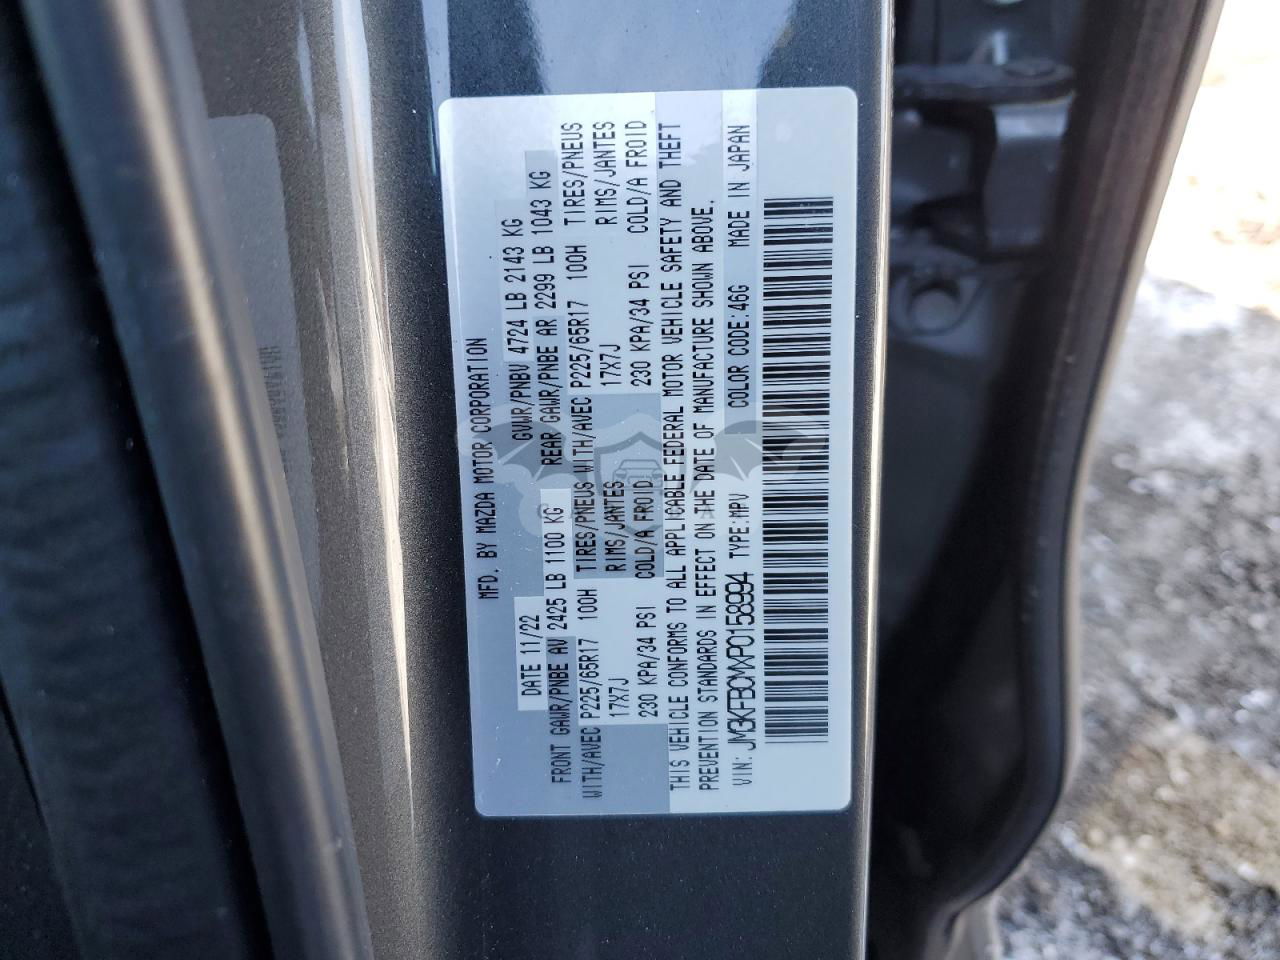 MFD. BY MAZDA MOTOR CORPORATION
DATE 11/22 GVWR/PNBV 4724 LB 2143 KG
FRONT GAWR/PNBE AV 2425 LB 1100 KG REAR GAWR/PNBE AR 2299 LB 1043 KG
WITH/AVEC P225/65R17 100H TIRES/PNEUS WITH/AVEC P225/65R17 100H TIRES/PNEUS
17X7J RIMS/JANTES 17X7J RIMS/JANTES
230 KPA/34 PSI COLD/A FROID 230 KPA/34 PSI COLD/A FROID
THIS VEHICLE CONFORMS TO ALL APPLICABLE FEDERAL MOTOR VEHICLE SAFETY AND THEFT
PREVENTION STANDARDS IN EFFECT ON THE DATE OF MANUFACTURE SHOWN ABOVE.
VIN: JM3KFBCMXP0158994 TYPE:MPV COLOR CODE:46G MADE IN JAPAN